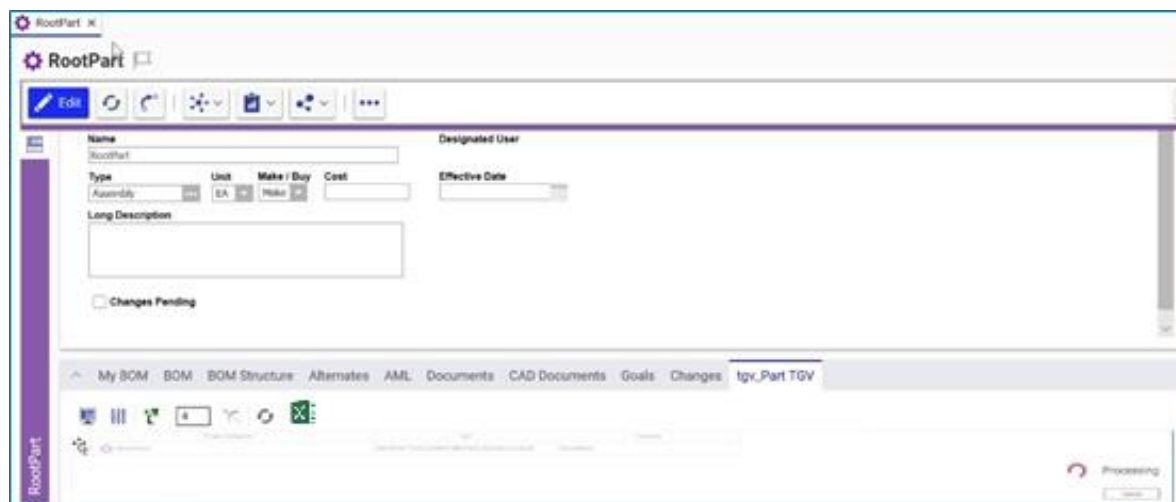 RootPart ×
RootPart
Edit
Name
Designated User
RootPart
Type
Unit
Make / Buy
Cost
Effective Date
Assembly
EA
Make
Long Description
Changes Pending
My BOM
BOM
BOM Structure
Alternates
AML
Documents
CAD Documents
Goals
Changes
tgv_Part TGV
RootPart
Processing